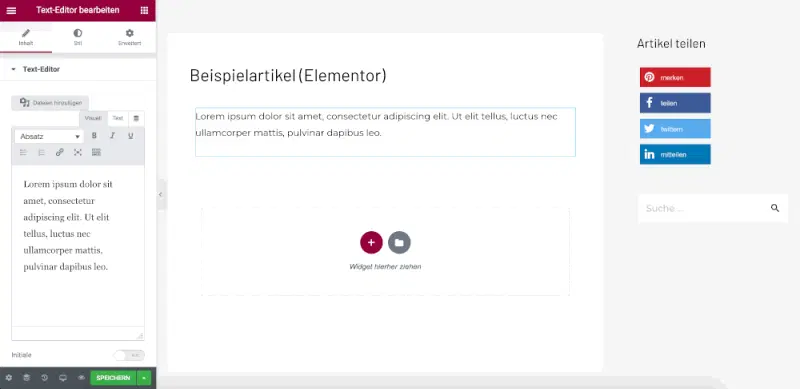 Text-Editor bearbeiten
Inhalt
Stil
Erweitert
Text-Editor
Dateien hinzufügen
Visuell
Text
Absatz
B
I
U
Lorem ipsum dolor sit
amet, consectetur
adipiscing elit. Ut elit
tellus, luctus nec
ullamcorper mattis,
pulvinar dapibus leo.
Initiale
SPEICHERN
Beispielartikel (Elementor)
Lorem ipsum dolor sit amet, consectetur adipiscing elit. Ut elit tellus, luctus nec
ullamcorper mattis, pulvinar dapibus leo.
Widget hierher ziehen
Artikel teilen
merken
teilen
twittern
mitteilen
Suche ...